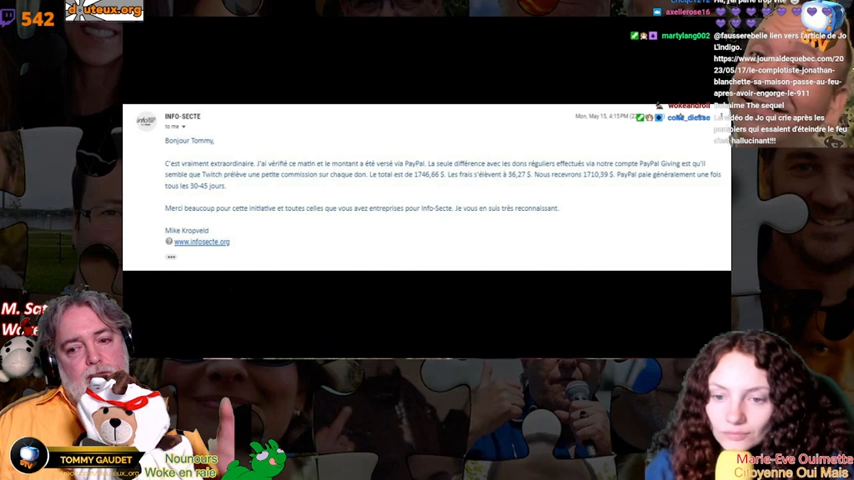 542
douteux.org
axellerose16
martylang002
@fausserebelle lien vers l'article de Jo
L'indigo.
https://www.journaldequebec.com/20
23/05/17/le-complotiste-jonathan-
blanchette-sa-maison-passe-au-feu-
apres-avoir-engorge-le-911
wokeandroll
The sequel
La vidéo de Jo qui crie après les
pompiers qui essaient d'éteindre le feu
c'est hallucinant!!!
INFO-SECTE
to me
Mon, May 15, 4:15 PM
Bonjour Tommy,
C'est vraiment extraordinaire. J'ai vérifié ce matin et le montant a été versé via PayPal. La seule différence avec les dons réguliers effectués via notre compte PayPal Giving est qu'il
semble que Twitch prélève une petite commission sur chaque don. Le total est de 1746,66 $. Les frais s'élèvent à 36,27 $. Nous recevrons 1710,39 $. PayPal paie généralement une fois
tous les 30-45 jours.
Merci beaucoup pour cette initiative et toutes celles que vous avez entreprises pour Info-Secte. Je vous en suis très reconnaissant.
Mike Kropveld
www.infosecte.org
M. Sat
TOMMY GAUDET
Nounours
Woke en raie
Marie-Eve Ouimette
Citoyenne Oui Mais